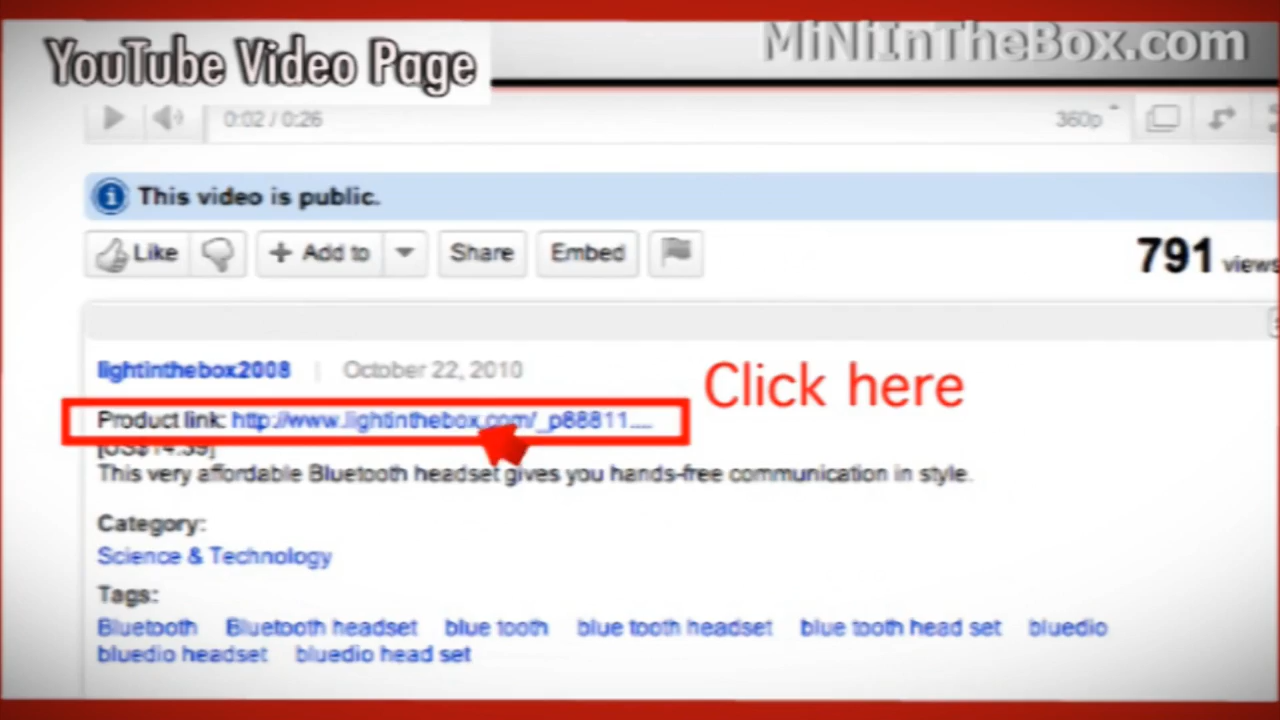 YouTube Video Page
MiNiInTheBox.com
0:02 / 0:26
360p
This video is public.
Like
Add to
Share
Embed
791 views
lightinthebox2008
October 22, 2010
Click here
Product link: http://www.lightinthebox.com/_p88811....
[US$14.39]
This very affordable Bluetooth headset gives you hands-free communication in style.
Category:
Science & Technology
Tags:
Bluetooth Bluetooth headset blue tooth blue tooth headset blue tooth head set bluedio
bluedio headset bluedio head set